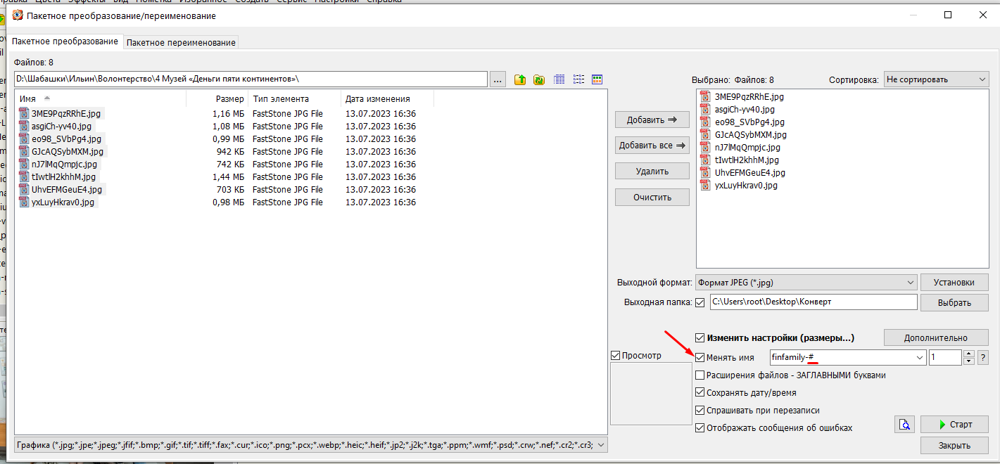 Цвета Эффекты Вид Пометка Избранное Создать Сервис Настройки Справка
Пакетное преобразование/переименование
Пакетное преобразование Пакетное переименование
Файлов: 8
D:\Шабашки\Ильин\Волонтерство\4 Музей «Деньги пяти континентов»\ ...
Выбрано: Файлов: 8 Сортировка: Не сортировать
Имя Размер Тип элемента Дата изменения
3ME9PqzRRhE.jpg 1,16 МБ FastStone JPG File 13.07.2023 16:36
asgiCh-yv40.jpg 1,08 МБ FastStone JPG File 13.07.2023 16:36
eo98_SVbPg4.jpg 0,99 МБ FastStone JPG File 13.07.2023 16:36
GJcAQSybMXM.jpg 942 КБ FastStone JPG File 13.07.2023 16:36
nJ7lMqQmpjc.jpg 742 КБ FastStone JPG File 13.07.2023 16:36
tIwtlH2khhM.jpg 1,44 МБ FastStone JPG File 13.07.2023 16:36
UhvEFMGeuE4.jpg 703 КБ FastStone JPG File 13.07.2023 16:36
yxLuyHkrav0.jpg 0,98 МБ FastStone JPG File 13.07.2023 16:36
Добавить
Добавить все
Удалить
Очистить
3ME9PqzRRhE.jpg
asgiCh-yv40.jpg
eo98_SVbPg4.jpg
GJcAQSybMXM.jpg
nJ7lMqQmpjc.jpg
tIwtlH2khhM.jpg
UhvEFMGeuE4.jpg
yxLuyHkrav0.jpg
Выходной формат: Формат JPEG (*.jpg) Установки
Выходная папка: C:\Users\root\Desktop\Конверт Выбрать
Изменить настройки (размеры...) Дополнительно
Просмотр
Менять имя finfamily-# 1 ?
Расширения файлов - ЗАГЛАВНЫМИ буквами
Сохранять дату/время
Спрашивать при перезаписи
Отображать сообщения об ошибках
Старт
Закрыть
Графика (*.jpg;*.jpe;*.jpeg;*.jfif;*.bmp;*.gif;*.tif;*.tiff;*.fax;*.cur;*.ico;*.png;*.pcx;*.webp;*.heic;*.heif;*.jp2;*.j2k;*.tga;*.ppm;*.wmf;*.psd;*.crw;*.nef;*.cr2;*.cr3;